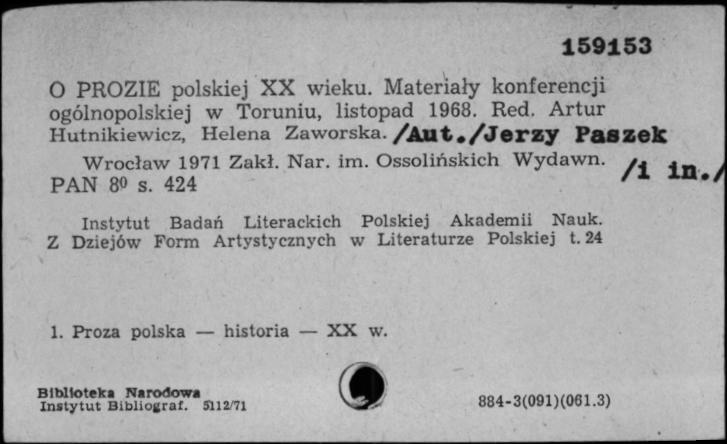 159153
O PROZIE polskiej XX wieku. Materiały konferencji
ogólnopolskiej w Toruniu, listopad 1968. Red. Artur
Hutnikiewicz, Helena Zaworska. /Aut./Jerzy Paszek
Wrocław 1971 Zakł. Nar. im. Ossolińskich Wydawn. /i in./
PAN 8⁰ s. 424
Instytut Badań Literackich Polskiej Akademii Nauk.
Z Dziejów Form Artystycznych w Literaturze Polskiej t. 24
1. Proza polska — historia — XX w.
Biblioteka Narodowa
Instytut Bibliograf. 5112/71
884-3(091)(061.3)